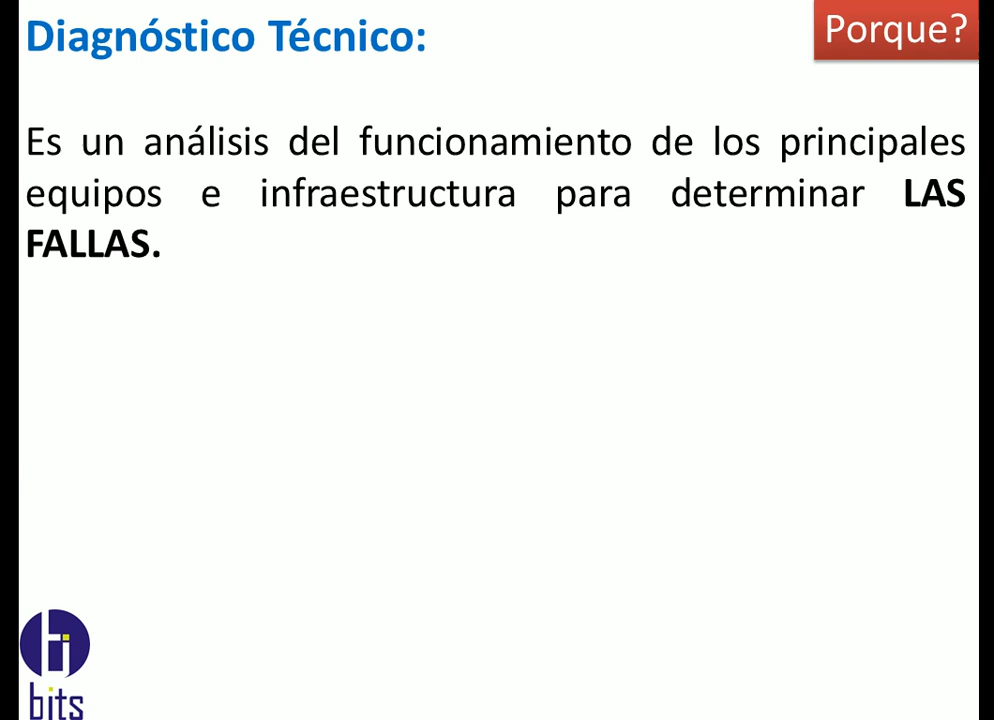 Diagnóstico Técnico:
Porque?
Es un análisis del funcionamiento de los principales
equipos e infraestructura para determinar LAS
FALLAS.
bits